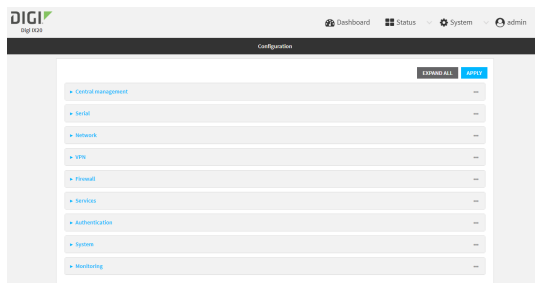 DIGI
Digi IX20
Dashboard Status System admin
Configuration
EXPAND ALL APPLY
Central management
Serial
Network
VPN
Firewall
Services
Authentication
System
Monitoring